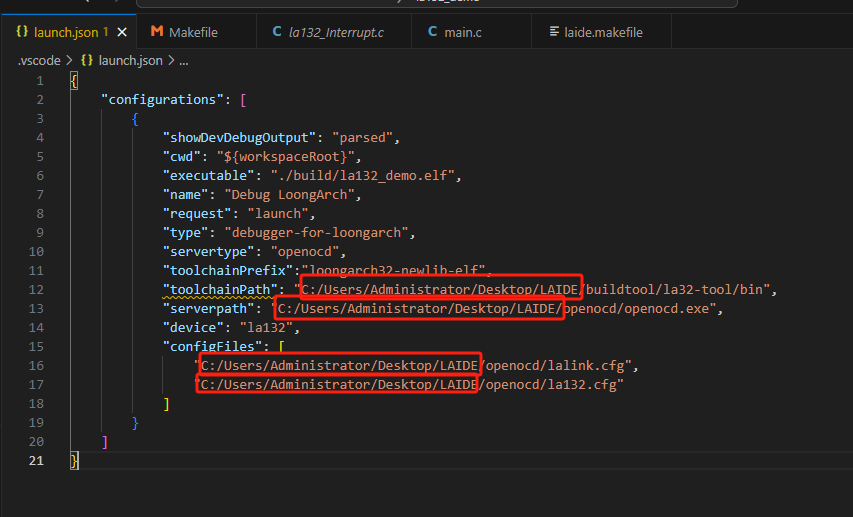 launch.json 1
Makefile
la132_Interrupt.c
main.c
laide.makefile
.vscode > launch.json > ...
1 {
2 "configurations": [
3 {
4 "showDevDebugOutput": "parsed",
5 "cwd": "${workspaceRoot}",
6 "executable": "./build/la132_demo.elf",
7 "name": "Debug LoongArch",
8 "request": "launch",
9 "type": "debugger-for-loongarch",
10 "servertype": "openocd",
11 "toolchainPrefix":"loongarch32-newlib-elf",
12 "toolchainPath": "C:/Users/Administrator/Desktop/LAIDE/buildtool/la32-tool/bin",
13 "serverpath": "C:/Users/Administrator/Desktop/LAIDE/openocd/openocd.exe",
14 "device": "la132",
15 "configFiles": [
16 "C:/Users/Administrator/Desktop/LAIDE/openocd/lalink.cfg",
17 "C:/Users/Administrator/Desktop/LAIDE/openocd/la132.cfg"
18 ]
19 }
20 ]
21 }